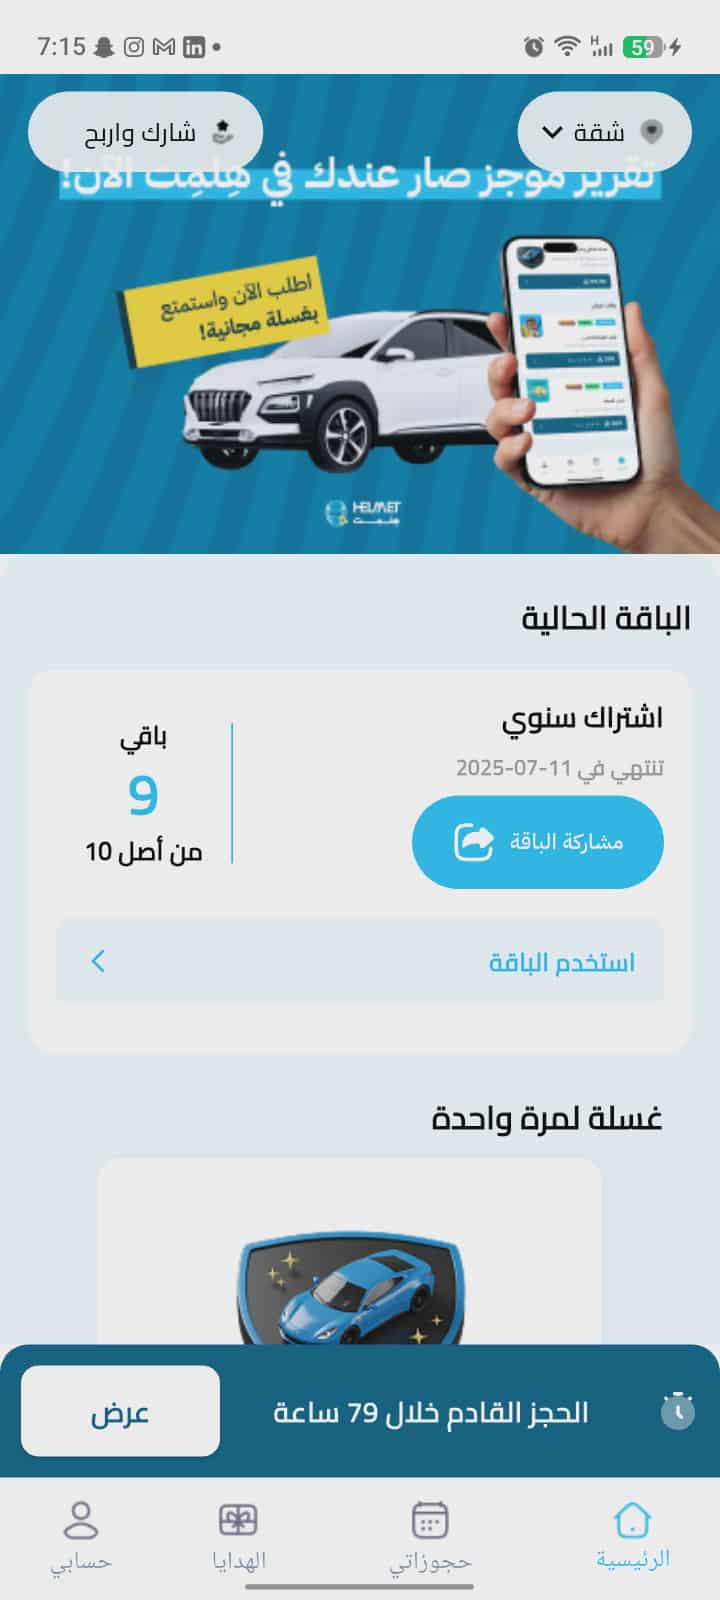 7:15
59
شقة
شارك واربح
تقرير موجز صار عندك في هِلمِت الآن!
اطلب الآن واستمتع
بغسلة مجانية!
HELMET
هلمت
الباقة الحالية
اشتراك سنوي
تنتهي في 11-07-2025
مشاركة الباقة
باقي
9
من أصل 10
استخدم الباقة
غسلة لمرة واحدة
الحجز القادم خلال 79 ساعة
عرض
الرئيسية
حجوزاتي
الهدايا
حسابي